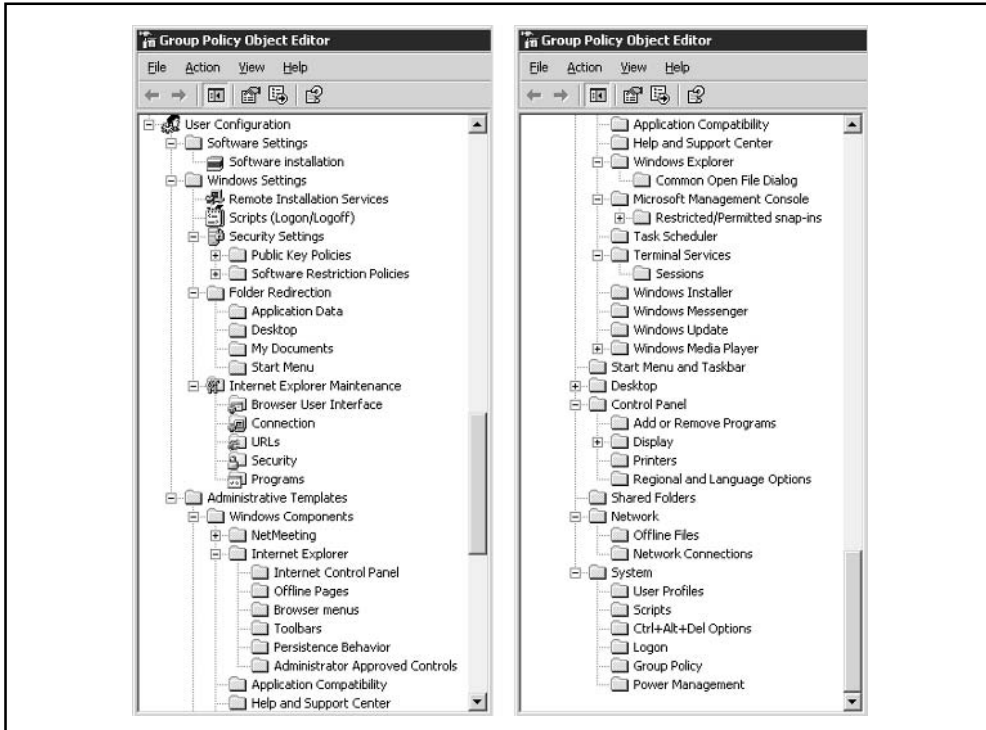 Group Policy Object Editor
File Action View Help
User Configuration
Software Settings
Software installation
Windows Settings
Remote Installation Services
Scripts (Logon/Logoff)
Security Settings
Public Key Policies
Software Restriction Policies
Folder Redirection
Application Data
Desktop
My Documents
Start Menu
Internet Explorer Maintenance
Browser User Interface
Connection
URLs
Security
Programs
Administrative Templates
Windows Components
NetMeeting
Internet Explorer
Internet Control Panel
Offline Pages
Browser menus
Toolbars
Persistence Behavior
Administrator Approved Controls
Application Compatibility
Help and Support Center
Group Policy Object Editor
File Action View Help
Application Compatibility
Help and Support Center
Windows Explorer
Common Open File Dialog
Microsoft Management Console
Restricted/Permitted snap-ins
Task Scheduler
Terminal Services
Sessions
Windows Installer
Windows Messenger
Windows Update
Windows Media Player
Start Menu and Taskbar
Desktop
Control Panel
Add or Remove Programs
Display
Printers
Regional and Language Options
Shared Folders
Network
Offline Files
Network Connections
System
User Profiles
Scripts
Ctrl+Alt+Del Options
Logon
Group Policy
Power Management